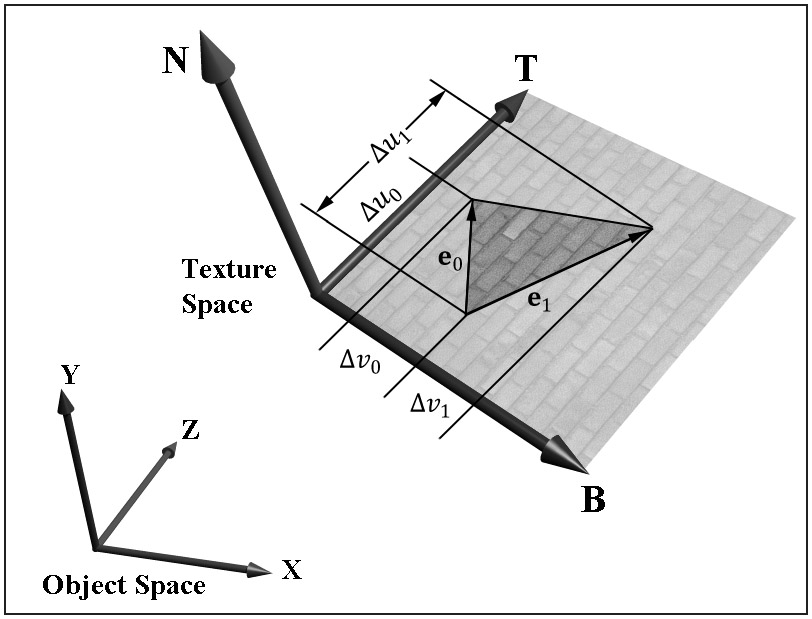 N
T
Δu₁
Δu₀
Texture
Space
e₀
e₁
Δv₀
Δv₁
Y
Z
B
X
Object Space